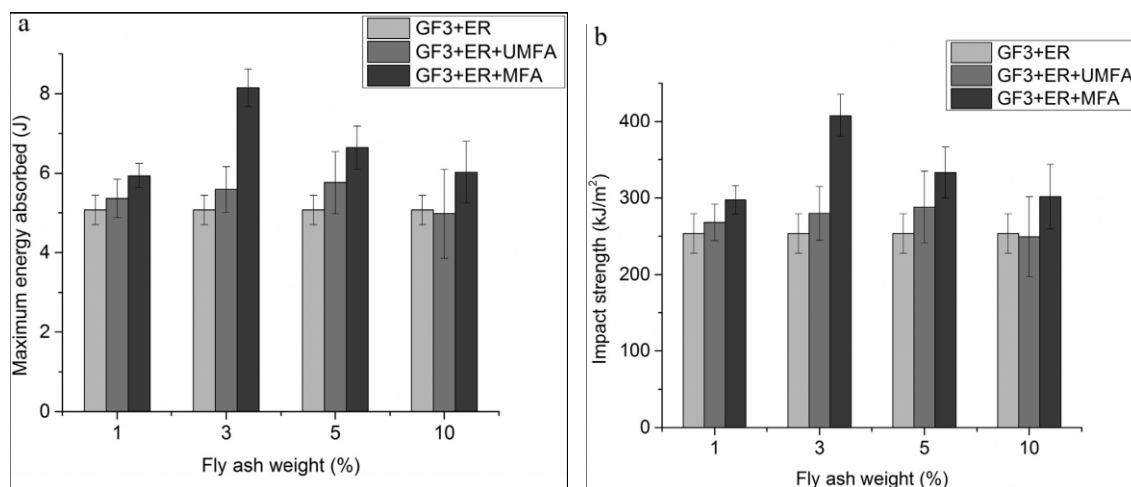 a
GF3+ER
GF3+ER+UMFA
GF3+ER+MFA
8
6
4
2
0
Maximum energy absorbed (J)
1 3 5 10
Fly ash weight (%)
b
GF3+ER
GF3+ER+UMFA
GF3+ER+MFA
400
300
200
100
0
Impact strength (kJ/m²)
1 3 5 10
Fly ash weight (%)